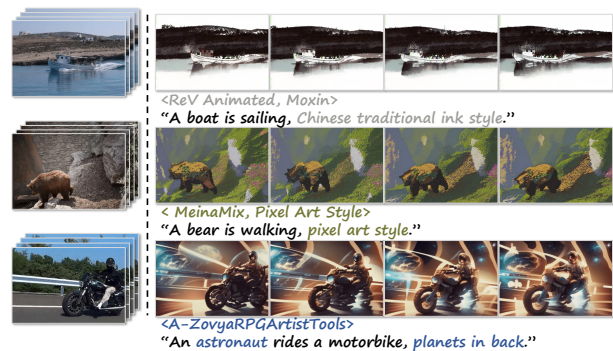 <ReV Animated, Moxin>
“A boat is sailing, Chinese traditional ink style.”
< MeinaMix, Pixel Art Style>
“A bear is walking, pixel art style.”
<A-ZovyaRPGArtistTools>
“An astronaut rides a motorbike, planets in back.”